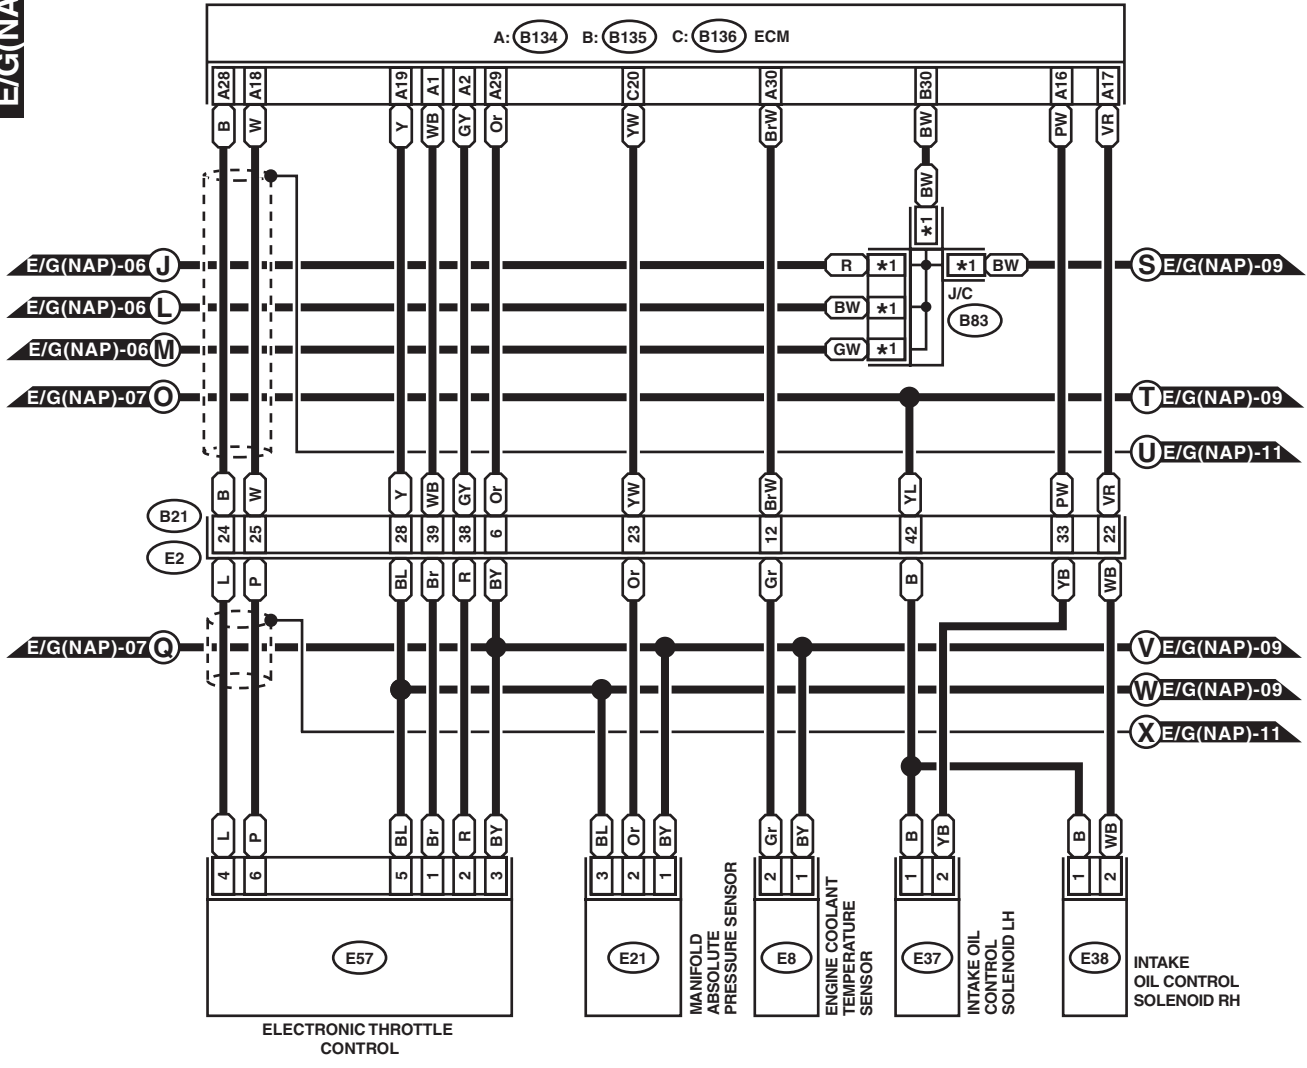 E/G(NA
A: B134 B: B135 C: B136 ECM
A28 A18 A19 A1 A2 A29 C20 A30 B30 A16 A17
B W Y WB GY Or YW BrW BW PW VR
BW
*1
E/G(NAP)-06 J R *1 *1 BW S E/G(NAP)-09
J/C
E/G(NAP)-06 L BW *1 B83
E/G(NAP)-06 M GW *1
E/G(NAP)-07 O T E/G(NAP)-09
U E/G(NAP)-11
B W Y WB GY Or YW BrW YL PW VR
B21
24 25 28 39 38 6 23 12 42 33 22
E2
L P BL Br R BY Or Gr B YB WB
E/G(NAP)-07 Q V E/G(NAP)-09
W E/G(NAP)-09
X E/G(NAP)-11
L P BL Br R BY BL Or BY Gr BY B YB B WB
4 6 5 1 2 3 3 2 1 2 1 1 2 1 2
E57
ELECTRONIC THROTTLE
CONTROL
E21
MANIFOLD
ABSOLUTE
PRESSURE SENSOR
E8
ENGINE COOLANT
TEMPERATURE
SENSOR
E37
INTAKE OIL
CONTROL
SOLENOID LH
E38
INTAKE
OIL CONTROL
SOLENOID RH